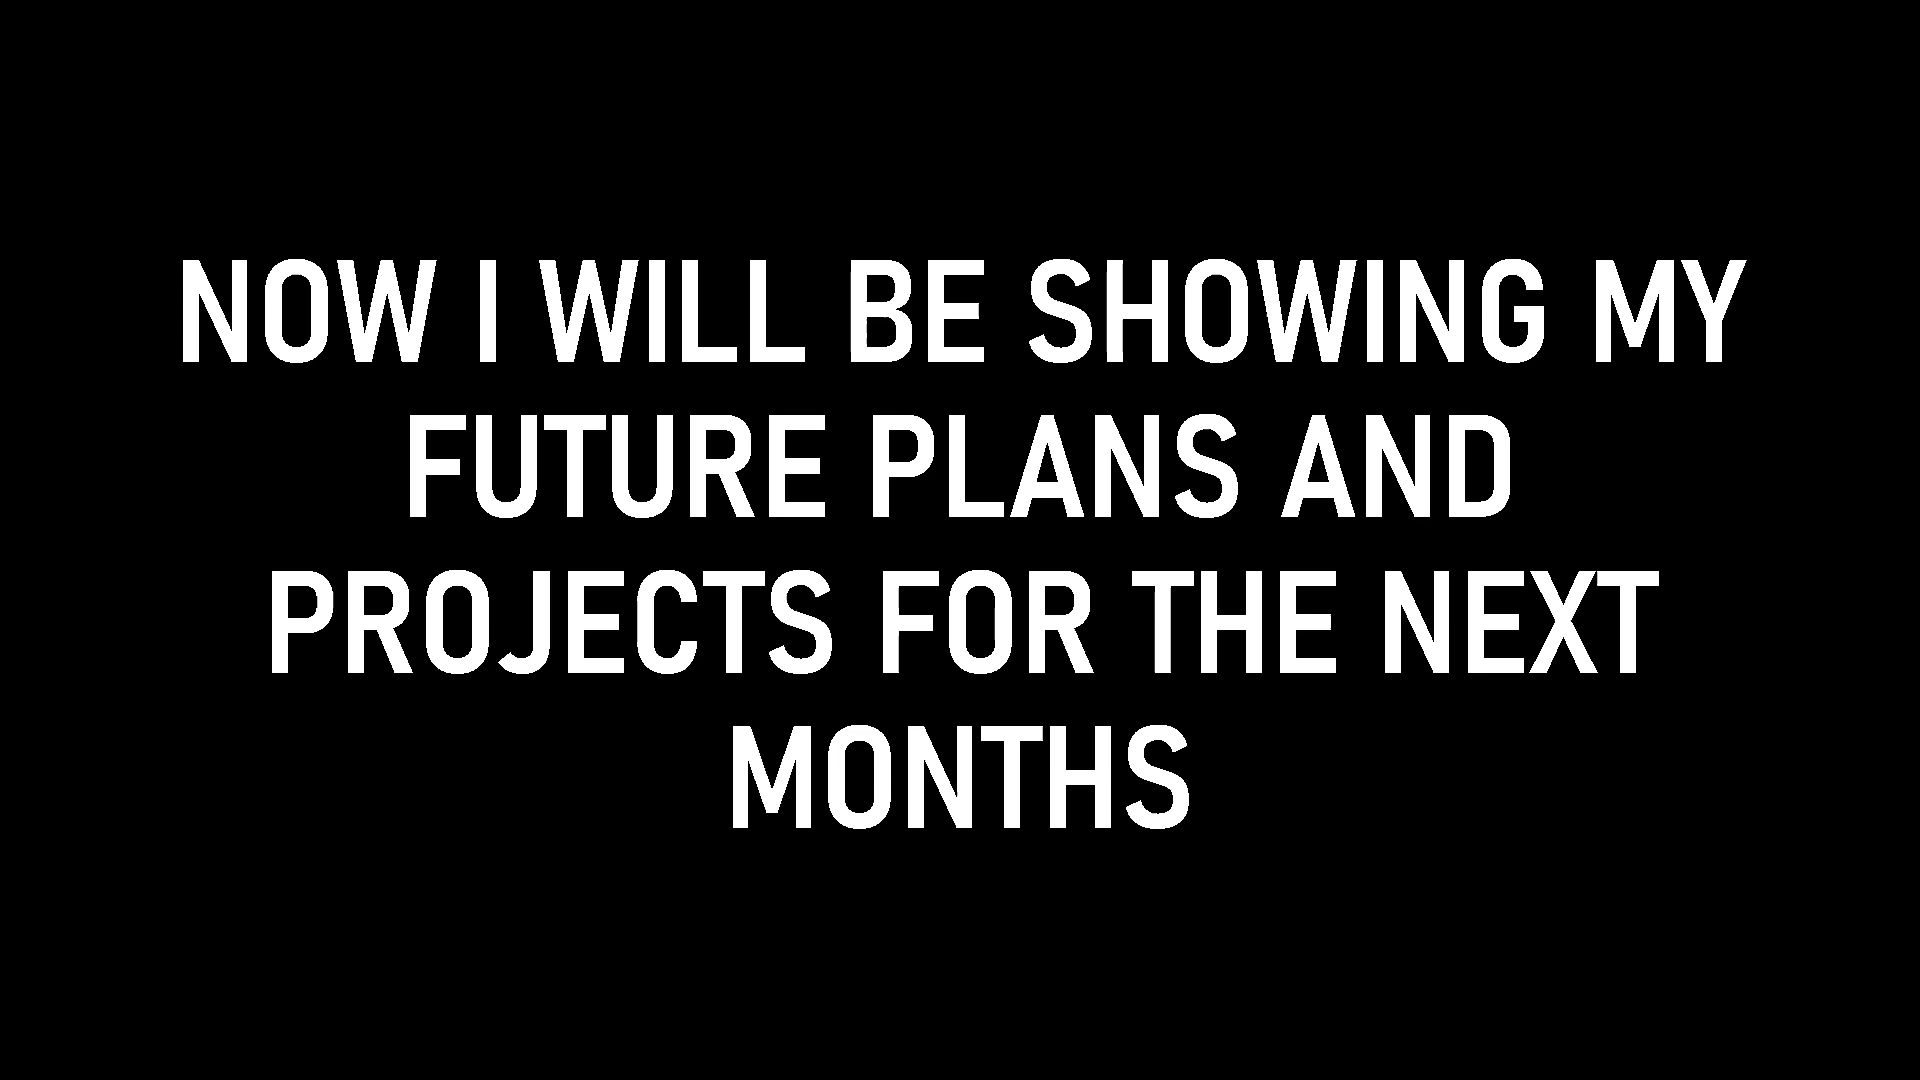 NOW I WILL BE SHOWING MY
FUTURE PLANS AND
PROJECTS FOR THE NEXT
MONTHS